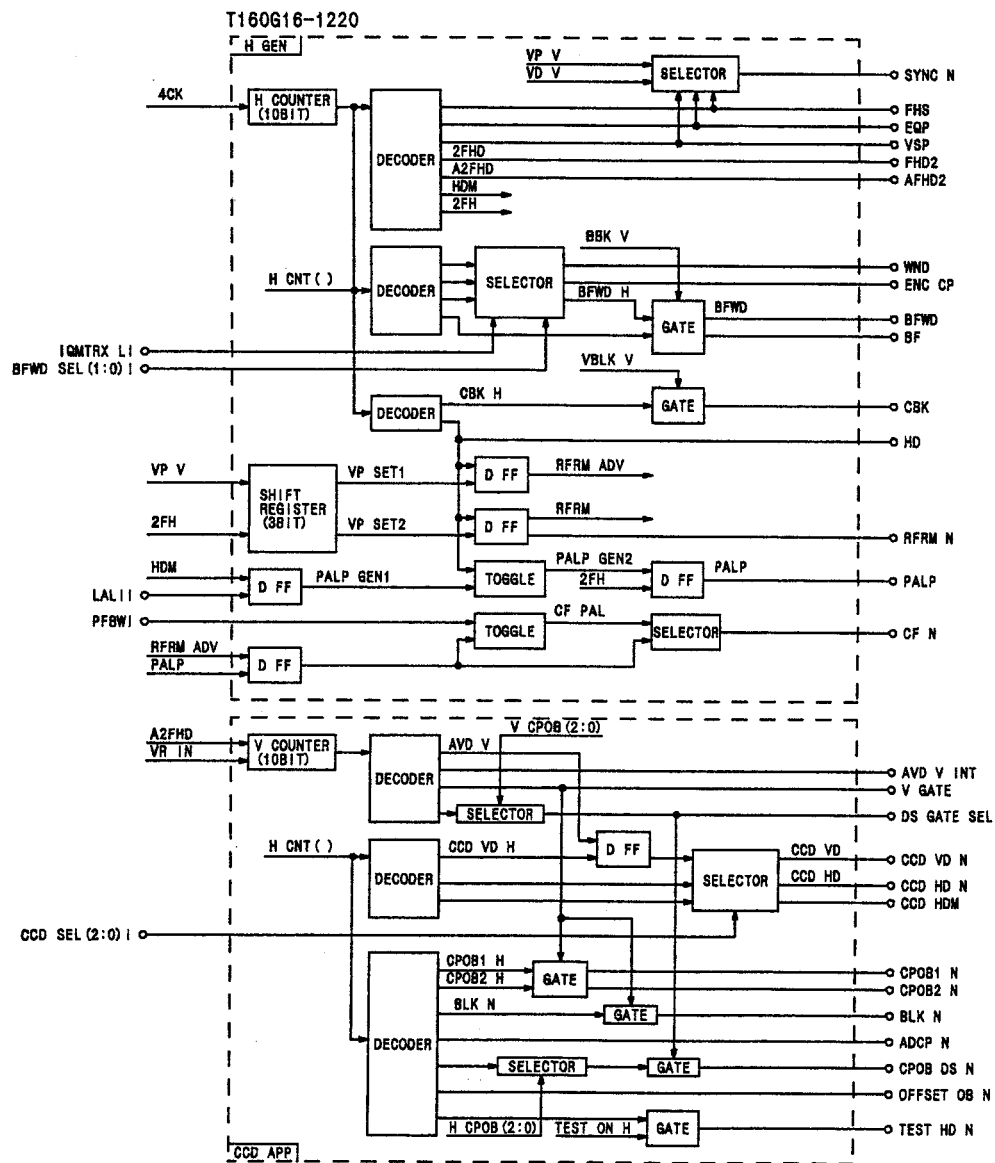 T160G16-1220
H GEN
VP V
VD V
SELECTOR
SYNC N
4CK
H COUNTER
(10BIT)
DECODER
FHS
EQP
VSP
2FHD
FHD2
A2FHD
AFHD2
HDM
2FH
BBK V
H CNT( )
DECODER
SELECTOR
WND
ENC CP
BFWD H
GATE
BFWD
BFWD
BF
IQMTRX LI
BFWD SEL(1:0)I
VBLK V
DECODER
CBK H
GATE
CBK
HD
VP V
SHIFT
REGISTER
(3BIT)
VP SET1
D FF
RFRM ADV
2FH
VP SET2
D FF
RFRM
RFRM N
HDM
D FF
PALP GEN1
TOGGLE
PALP GEN2
2FH
D FF
PALP
PALP
LALII
PFBWI
TOGGLE
CF PAL
SELECTOR
CF N
RFRM ADV
PALP
D FF
A2FHD
VR IN
V COUNTER
(10BIT)
DECODER
AVD V
V CPOB(2:0)
AVD V INT
V GATE
SELECTOR
DS GATE SEL
H CNT( )
DECODER
CCD VD H
D FF
SELECTOR
CCD VD
CCD VD N
CCD HD
CCD HD N
CCD HDM
CCD SEL(2:0)I
DECODER
CPOB1 H
CPOB2 H
GATE
CPOB1 N
CPOB2 N
BLK N
GATE
BLK N
ADCP N
SELECTOR
GATE
CPOB DS N
OFFSET OB N
H CPOB(2:0)
TEST ON H
GATE
TEST HD N
CCD APP